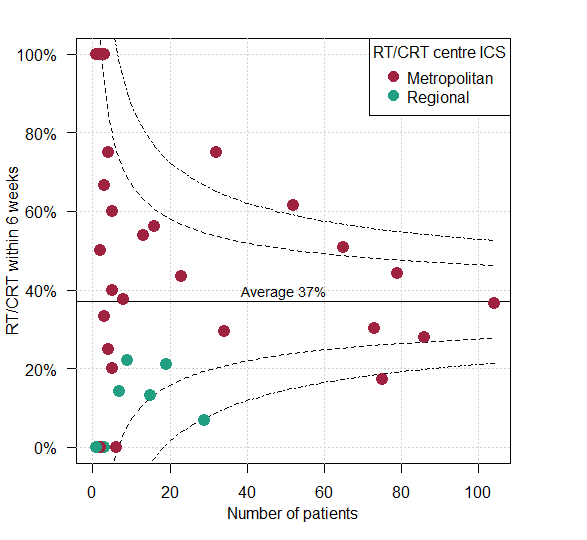 RT/CRT centre ICS
Metropolitan
Regional
100%
80%
60%
40%
20%
0%
RT/CRT within 6 weeks
Average 37%
0 20 40 60 80 100
Number of patients